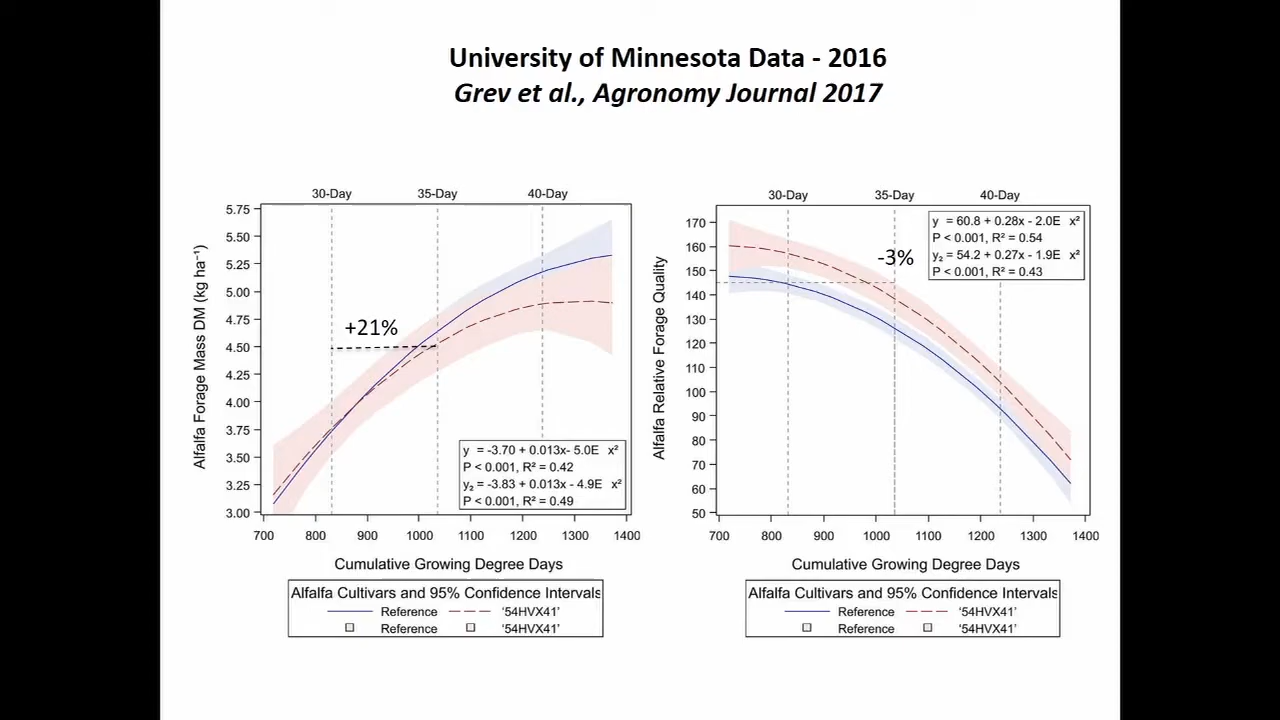 University of Minnesota Data - 2016
Grev et al., Agronomy Journal 2017
30-Day 35-Day 40-Day
5.75
5.50
5.25
5.00
4.75
4.50
4.25
4.00
3.75
3.50
3.25
3.00
Alfalfa Forage Mass DM (kg ha⁻¹)
+21%
y = -3.70 + 0.013x- 5.0E x²
P < 0.001, R² = 0.42
y₂ = -3.83 + 0.013x - 4.9E x²
P < 0.001, R² = 0.49
700 800 900 1000 1100 1200 1300 1400
Cumulative Growing Degree Days
Alfalfa Cultivars and 95% Confidence Intervals
Reference '54HVX41'
Reference '54HVX41'
30-Day 35-Day 40-Day
170
160
150
140
130
120
110
100
90
80
70
60
50
Alfalfa Relative Forage Quality
-3%
y = 60.8 + 0.28x - 2.0E x²
P < 0.001, R² = 0.54
y₂ = 54.2 + 0.27x - 1.9E x²
P < 0.001, R² = 0.43
700 800 900 1000 1100 1200 1300 1400
Cumulative Growing Degree Days
Alfalfa Cultivars and 95% Confidence Intervals
Reference '54HVX41'
Reference '54HVX41'